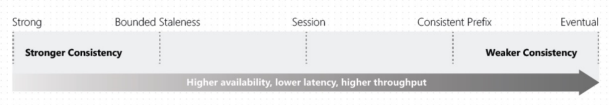 Strong Bounded Staleness Session Consistent Prefix Eventual
Stronger Consistency Weaker Consistency
Higher availability, lower latency, higher throughput